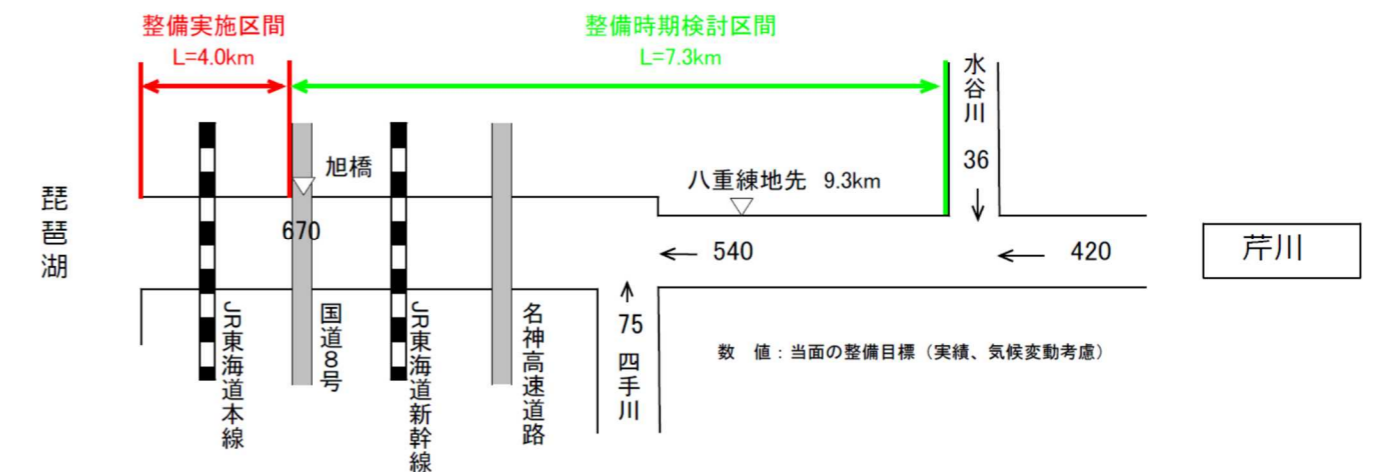 整備実施区間
L=4.0km
整備時期検討区間
L=7.3km
水谷川
36
旭橋
八重練地先 9.3km
琵琶湖
670
540
420
芹川
75
四手川
JR東海道本線
国道8号
JR東海道新幹線
名神高速道路
数 値：当面の整備目標（実績、気候変動考慮）